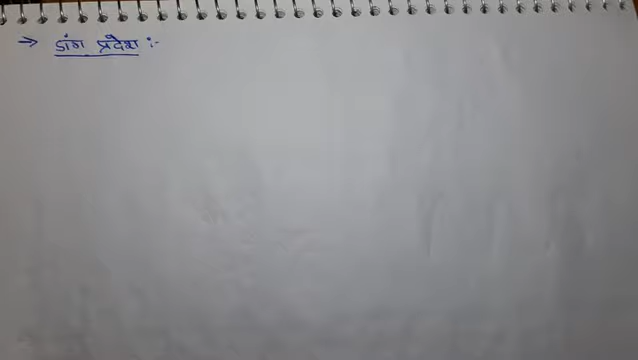 → डांग प्रदेश :-